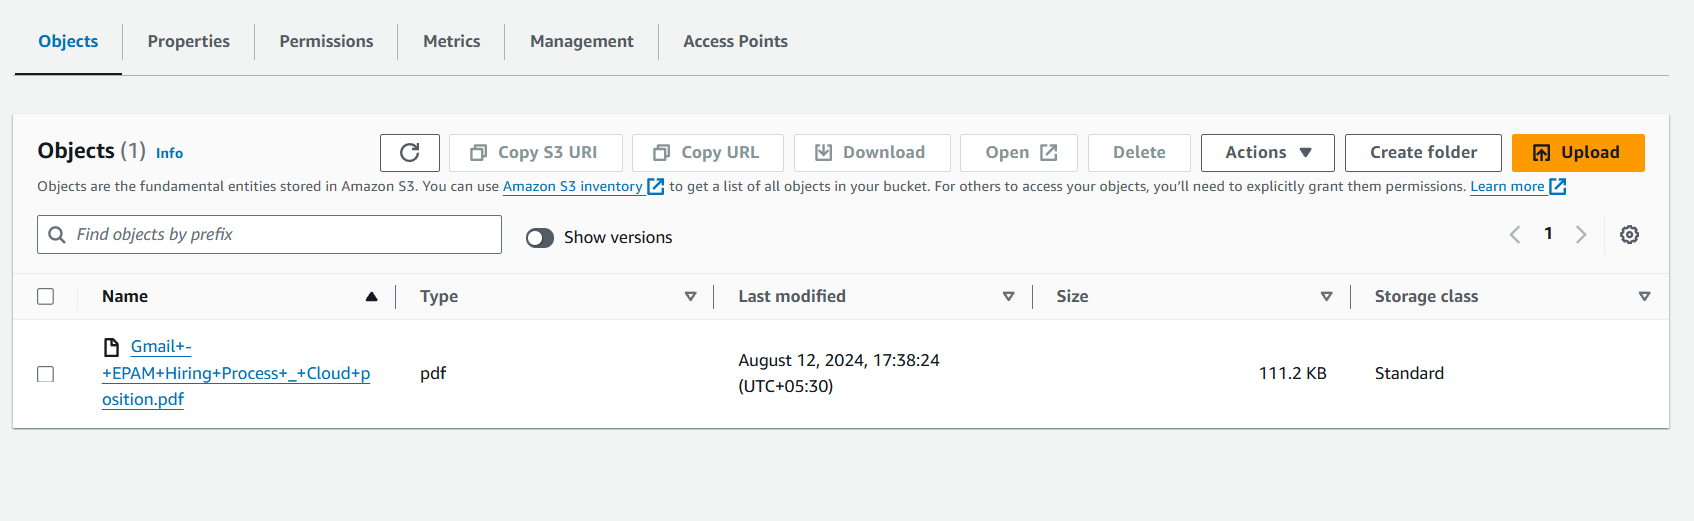 Objects Properties Permissions Metrics Management Access Points
Objects (1) Info Copy S3 URI Copy URL Download Open Delete Actions Create folder Upload
Objects are the fundamental entities stored in Amazon S3. You can use Amazon S3 inventory to get a list of all objects in your bucket. For others to access your objects, you’ll need to explicitly grant them permissions. Learn more
Find objects by prefix Show versions 1
Name Type Last modified Size Storage class
Gmail+-
+EPAM+Hiring+Process+_+Cloud+p
osition.pdf
pdf
August 12, 2024, 17:38:24
(UTC+05:30)
111.2 KB
Standard